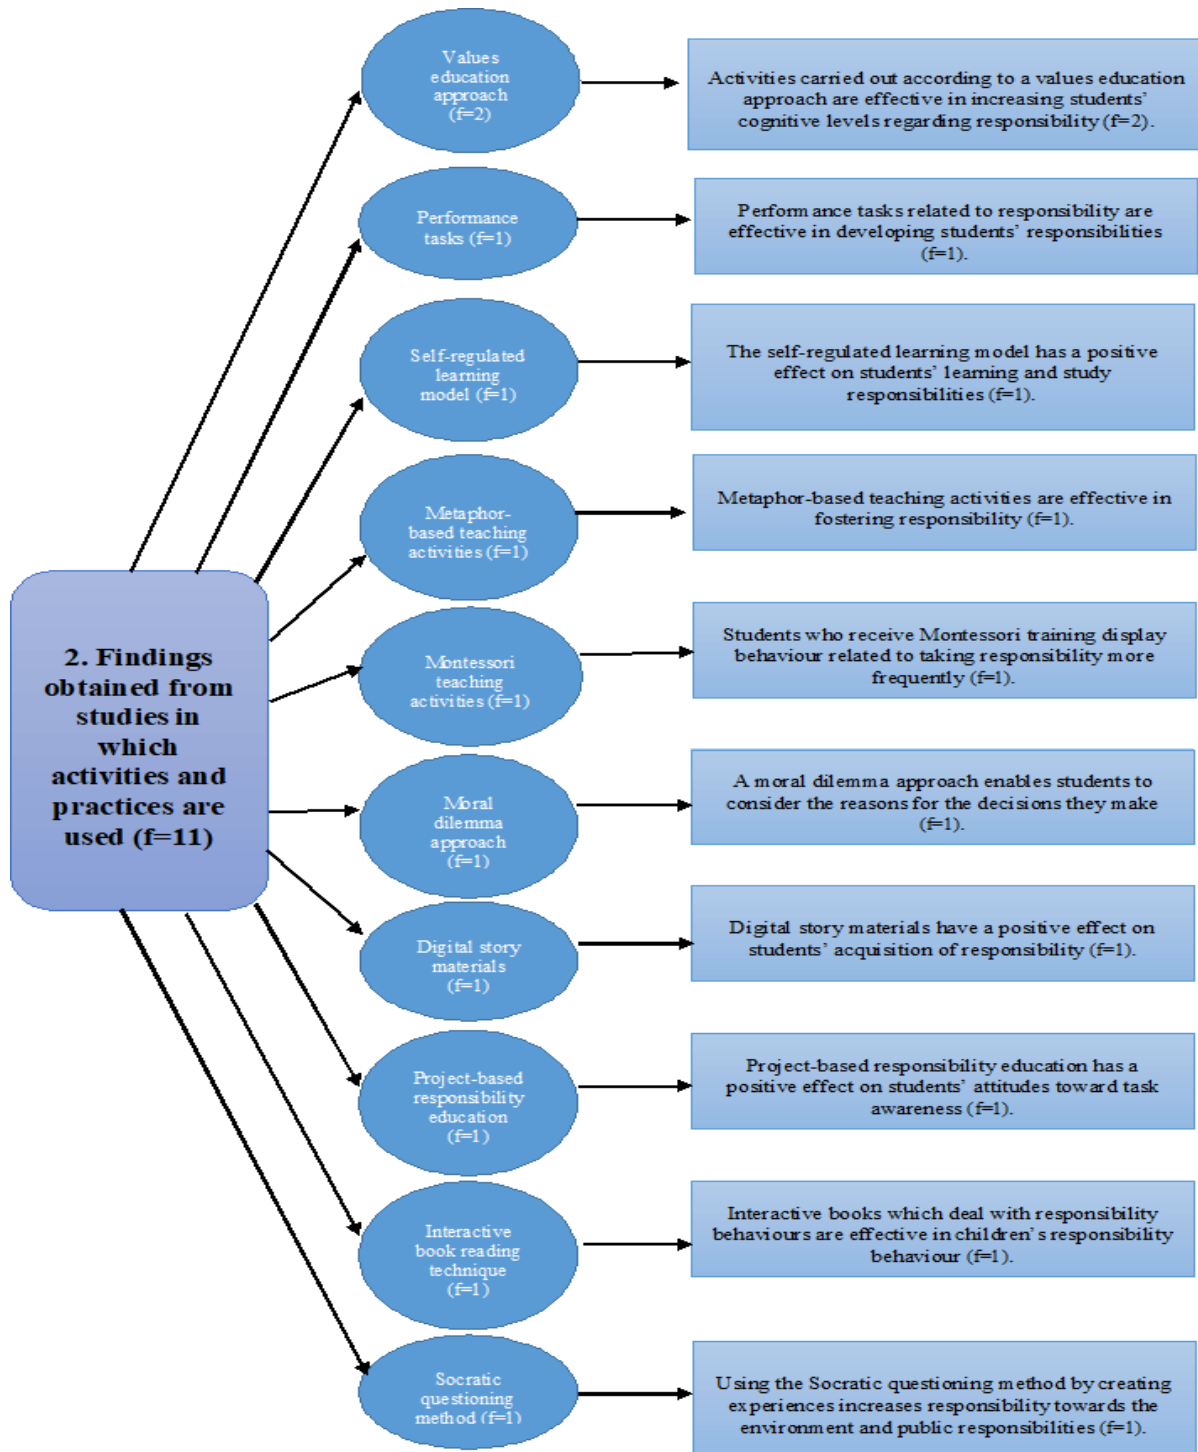 Values
education
approach
(f=2)
Activities carried out according to a values education
approach are effective in increasing students’
cognitive levels regarding responsibility (f=2).
Performance
tasks (f=1)
Performance tasks related to responsibility are
effective in developing students’ responsibilities
(f=1).
Self-regulated
learning
model (f=1)
The self-regulated learning model has a positive
effect on students’ learning and study
responsibilities (f=1).
Metaphor-
based teaching
activities (f=1)
Metaphor-based teaching activities are effective in
fostering responsibility (f=1).
2. Findings
obtained from
studies in
which
activities and
practices are
used (f=11)
Montessori
teaching
activities (f=1)
Students who receive Montessori training display
behaviour related to taking responsibility more
frequently (f=1).
Moral
dilemma
approach
(f=1)
A moral dilemma approach enables students to
consider the reasons for the decisions they make
(f=1).
Digital story
materials
(f=1)
Digital story materials have a positive effect on
students’ acquisition of responsibility (f=1).
Project-based
responsibility
education
(f=1)
Project-based responsibility education has a
positive effect on students’ attitudes toward task
awareness (f=1).
Interactive
book reading
technique
(f=1)
Interactive books which deal with responsibility
behaviours are effective in children’s responsibility
behaviour (f=1).
Socratic
questioning
method (f=1)
Using the Socratic questioning method by creating
experiences increases responsibility towards the
environment and public responsibilities (f=1).